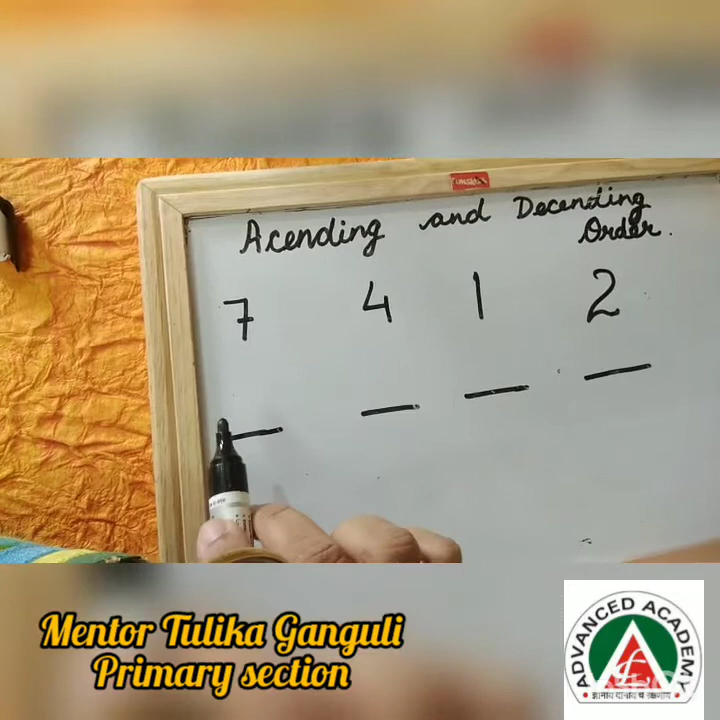 Acending and Decending
Order.
7 4 1 2
Mentor Tulika Ganguli
Primary section
ADVANCED ACADEMY